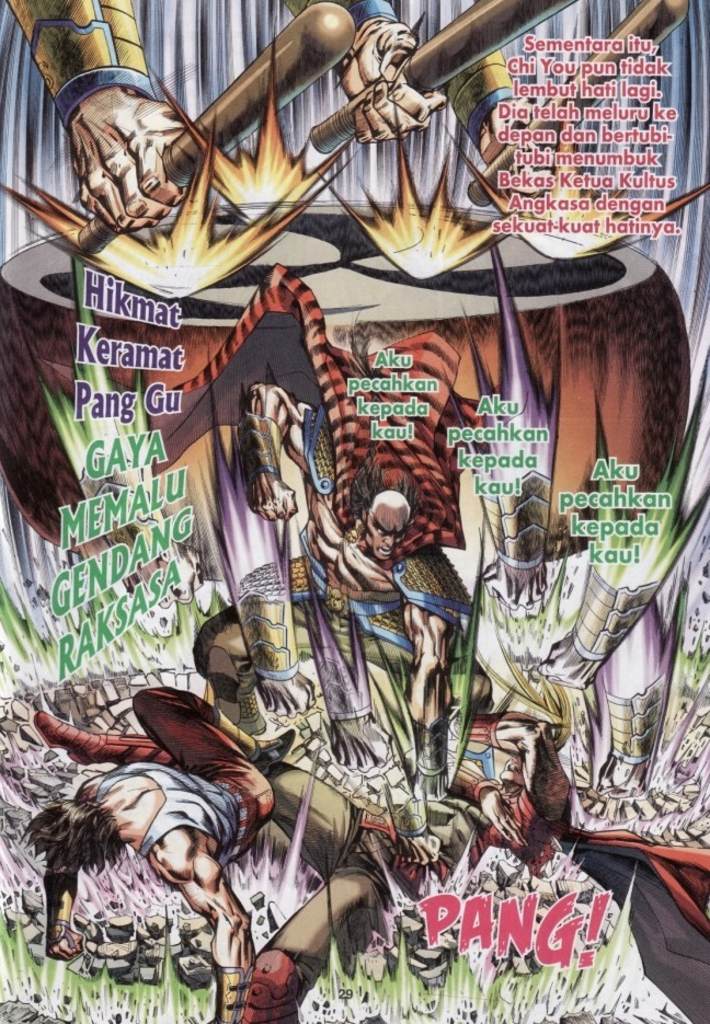 Sementara itu,
Chi You pun tidak
lembut hati lagi.
Dia telah meluru ke
depan dan bertubi-
tubi menumbuk
Bekas Ketua Kultus
Angkasa dengan
sekuat-kuat hatinya.
Hikmat
Keramat
Pang Gu
GAYA
MEMALU
GENDANG
RAKSASA
Aku
pecahkan
kepada
kau!
Aku
pecahkan
kepada
kau!
Aku
pecahkan
kepada
kau!
PANG!
29